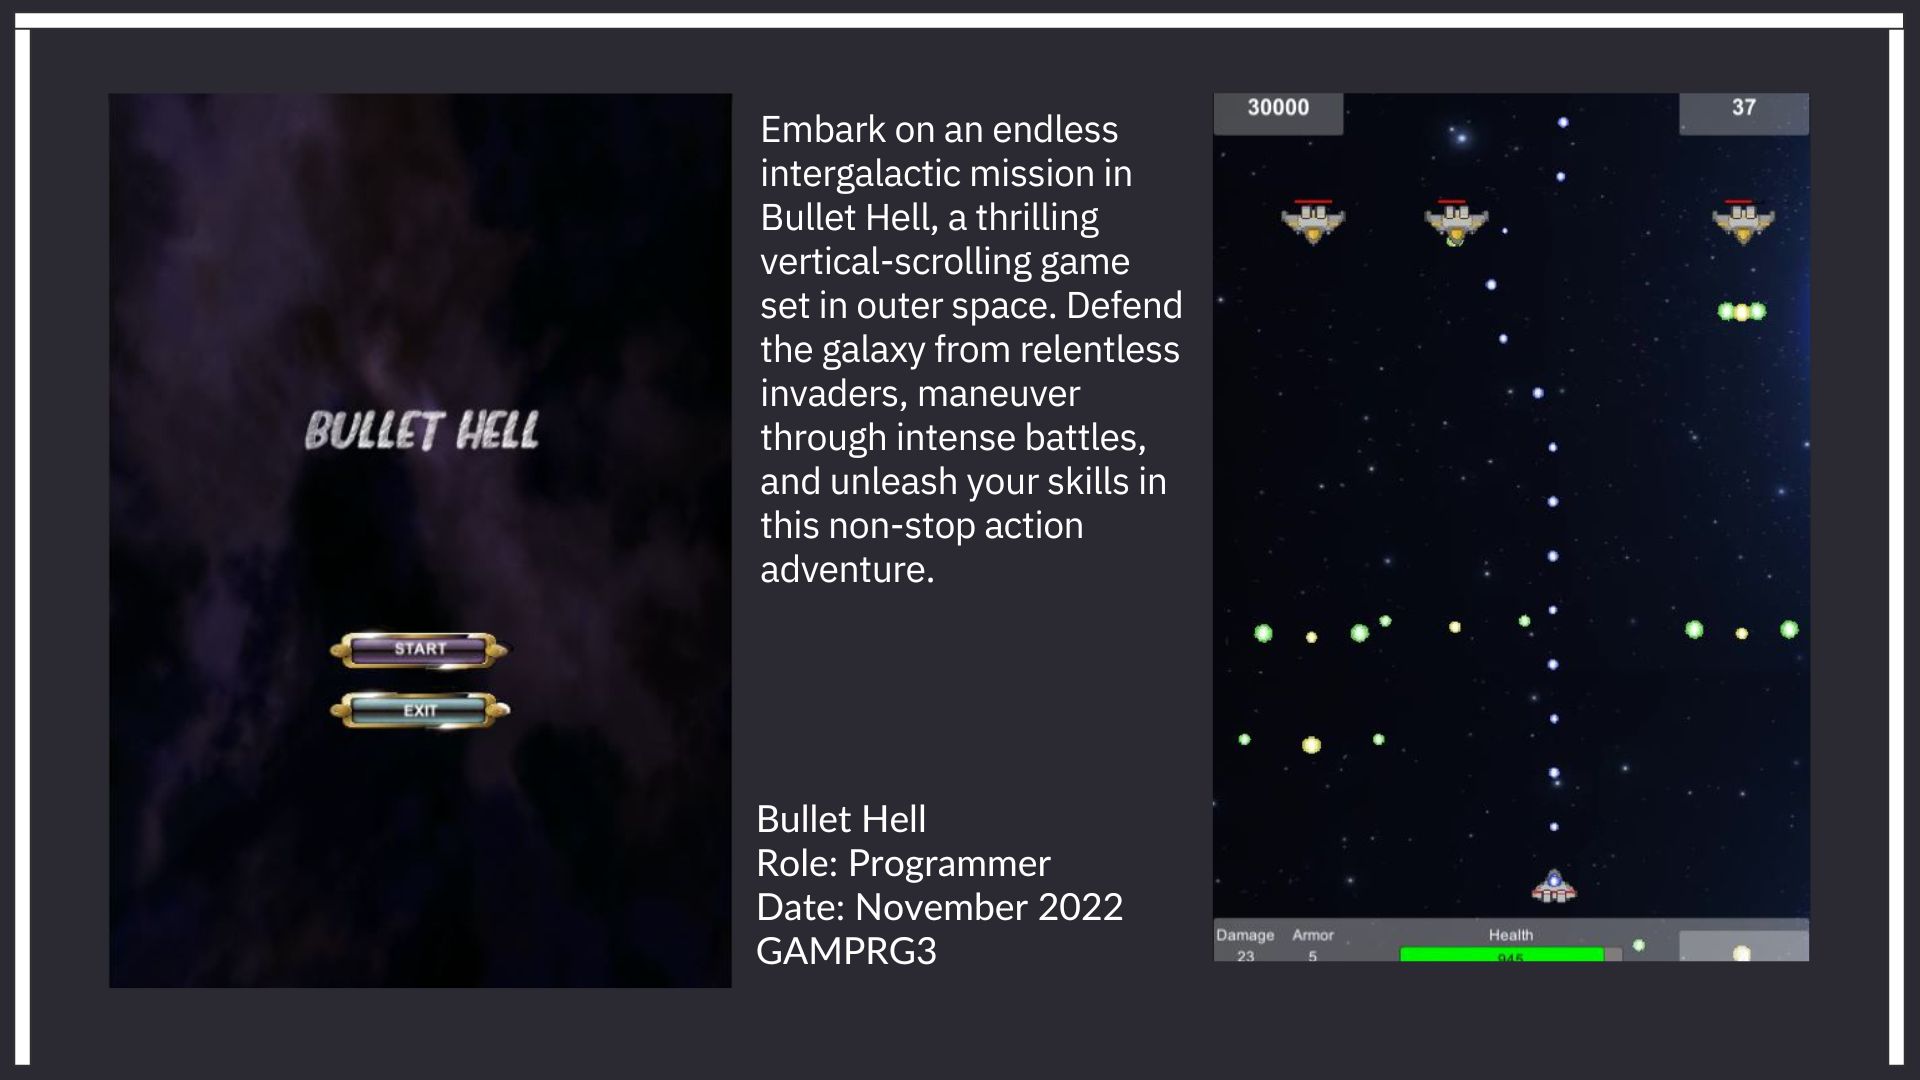 BULLET HELL
START
EXIT
Embark on an endless
intergalactic mission in
Bullet Hell, a thrilling
vertical-scrolling game
set in outer space. Defend
the galaxy from relentless
invaders, maneuver
through intense battles,
and unleash your skills in
this non-stop action
adventure.
Bullet Hell
Role: Programmer
Date: November 2022
GAMPRG3
30000
37
Damage Armor Health
23 5 945